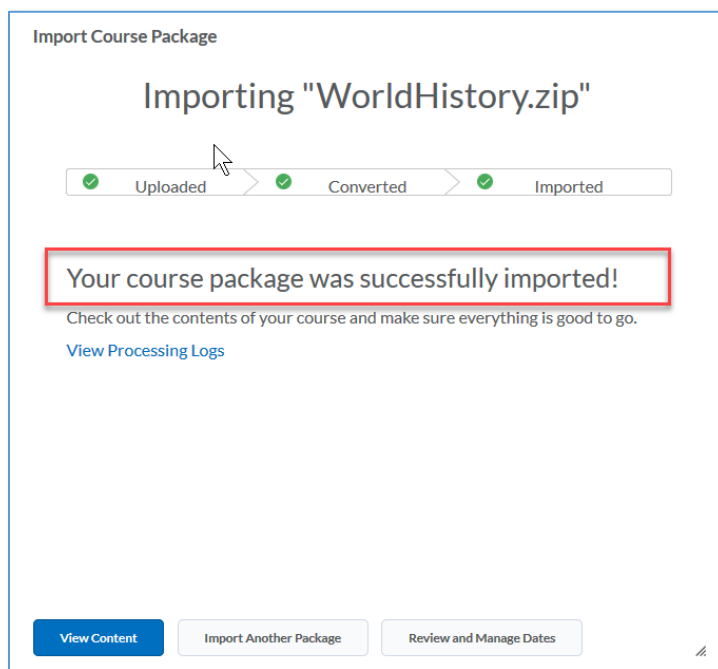 Import Course Package
Importing "WorldHistory.zip"
Uploaded Converted Imported
Your course package was successfully imported!
Check out the contents of your course and make sure everything is good to go.
View Processing Logs
View Content Import Another Package Review and Manage Dates